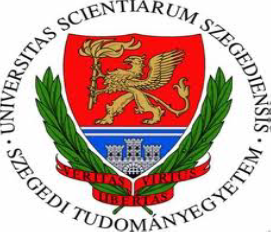 · UNIVERSITAS SCIENTIARUM SZEGEDIENSIS ·
SZEGEDI TUDOMÁNYEGYETEM
VERITAS VIRTUS
LIBERTAS